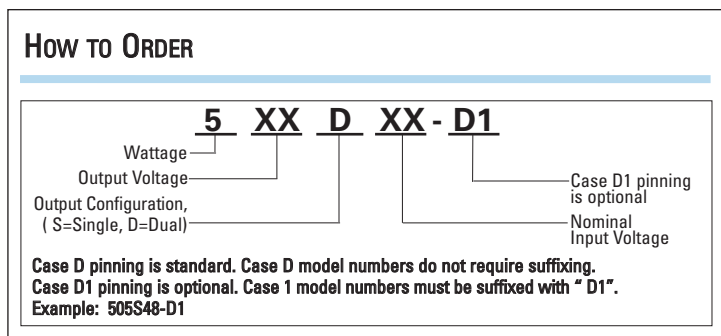 HOW TO ORDER
5 XX D XX - D1
Wattage
Output Voltage
Output Configuration,
( S=Single, D=Dual)
Case D1 pinning
is optional
Nominal
Input Voltage
Case D pinning is standard. Case D model numbers do not require suffixing.
Case D1 pinning is optional. Case 1 model numbers must be suffixed with “ D1”.
Example: 505S48-D1